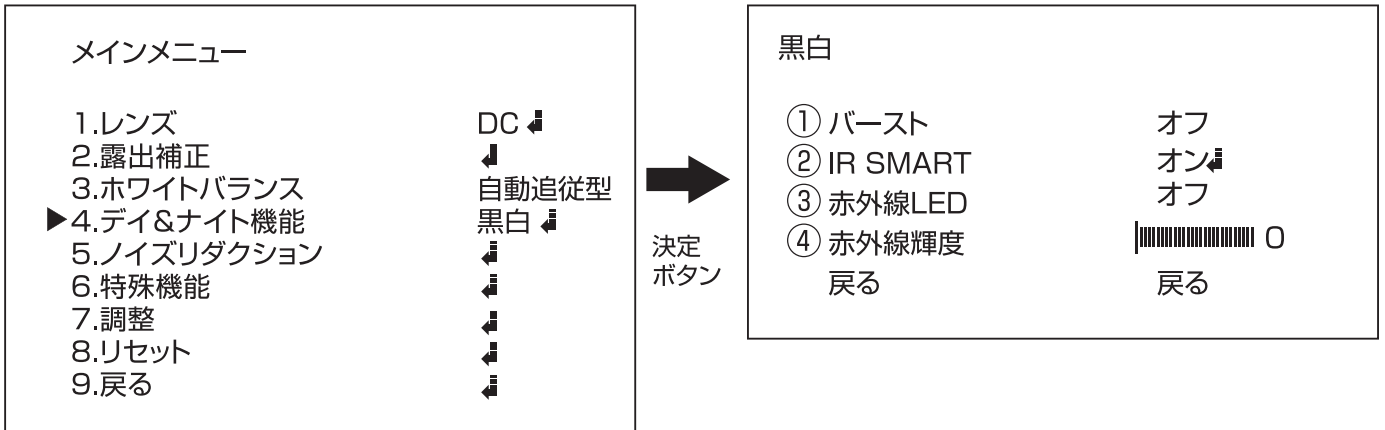 メインメニュー
1.レンズ DC
2.露出補正
3.ホワイトバランス 自動追従型
▶4.デイ&ナイト機能 黒白
5.ノイズリダクション
6.特殊機能
7.調整
8.リセット
9.戻る
決定
ボタン
黒白
① バースト オフ
② IR SMART オン
③ 赤外線LED オフ
④ 赤外線輝度 0
戻る 戻る